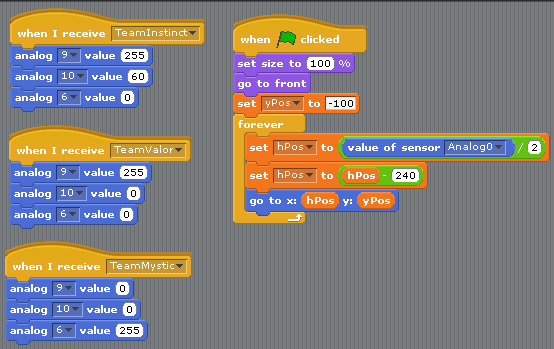 when I receive TeamInstinct
analog 9 value 255
analog 10 value 60
analog 6 value 0
when I receive TeamValor
analog 9 value 255
analog 10 value 0
analog 6 value 0
when I receive TeamMystic
analog 9 value 0
analog 10 value 0
analog 6 value 255
when clicked
set size to 100 %
go to front
set yPos to -100
forever
set hPos to value of sensor Analog0 / 2
set hPos to hPos - 240
go to x: hPos y: yPos